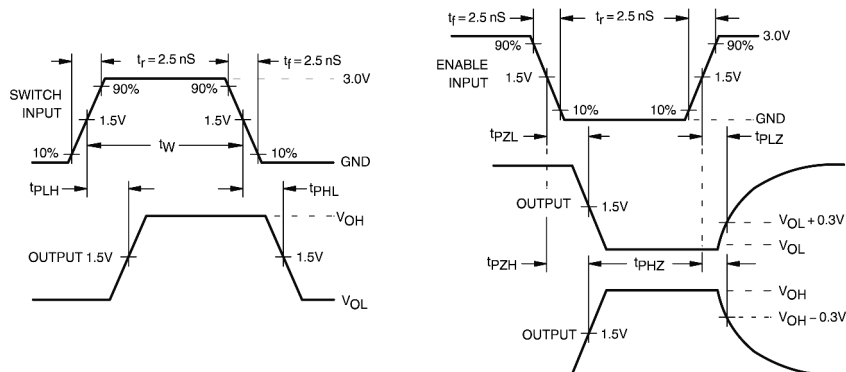 tr = 2.5 nS
tf = 2.5 nS
90%
90%
3.0V
SWITCH
INPUT
1.5V
1.5V
tW
10%
10%
GND
tPLH
tPHL
VOH
OUTPUT 1.5V
1.5V
VOL
tf = 2.5 nS
tr = 2.5 nS
90%
90%
3.0V
ENABLE
INPUT
1.5V
1.5V
10%
10%
GND
tPZL
tPLZ
OUTPUT
1.5V
VOL + 0.3V
VOL
tPZH
tPHZ
VOH
VOH – 0.3V
OUTPUT
1.5V